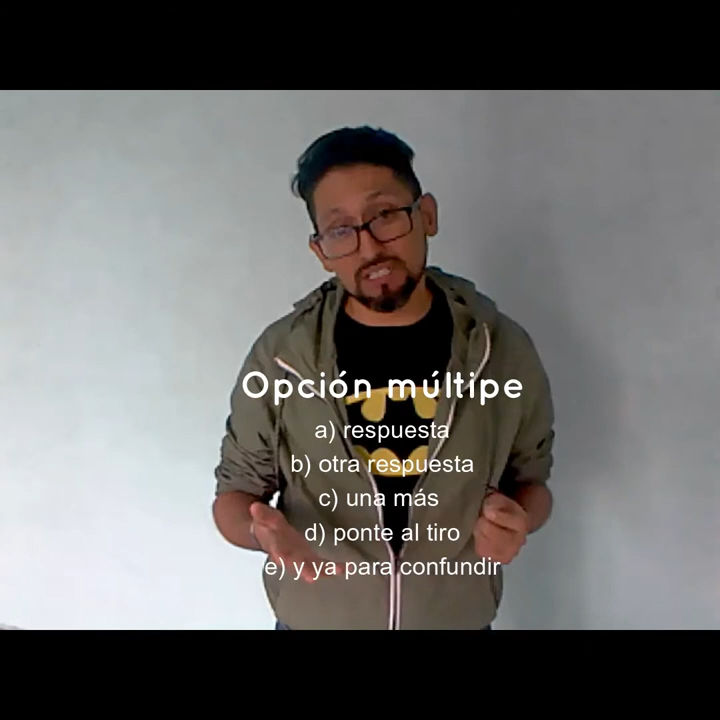 Opción múltipe
a) respuesta
b) otra respuesta
c) una más
d) ponte al tiro
e) y ya para confundir